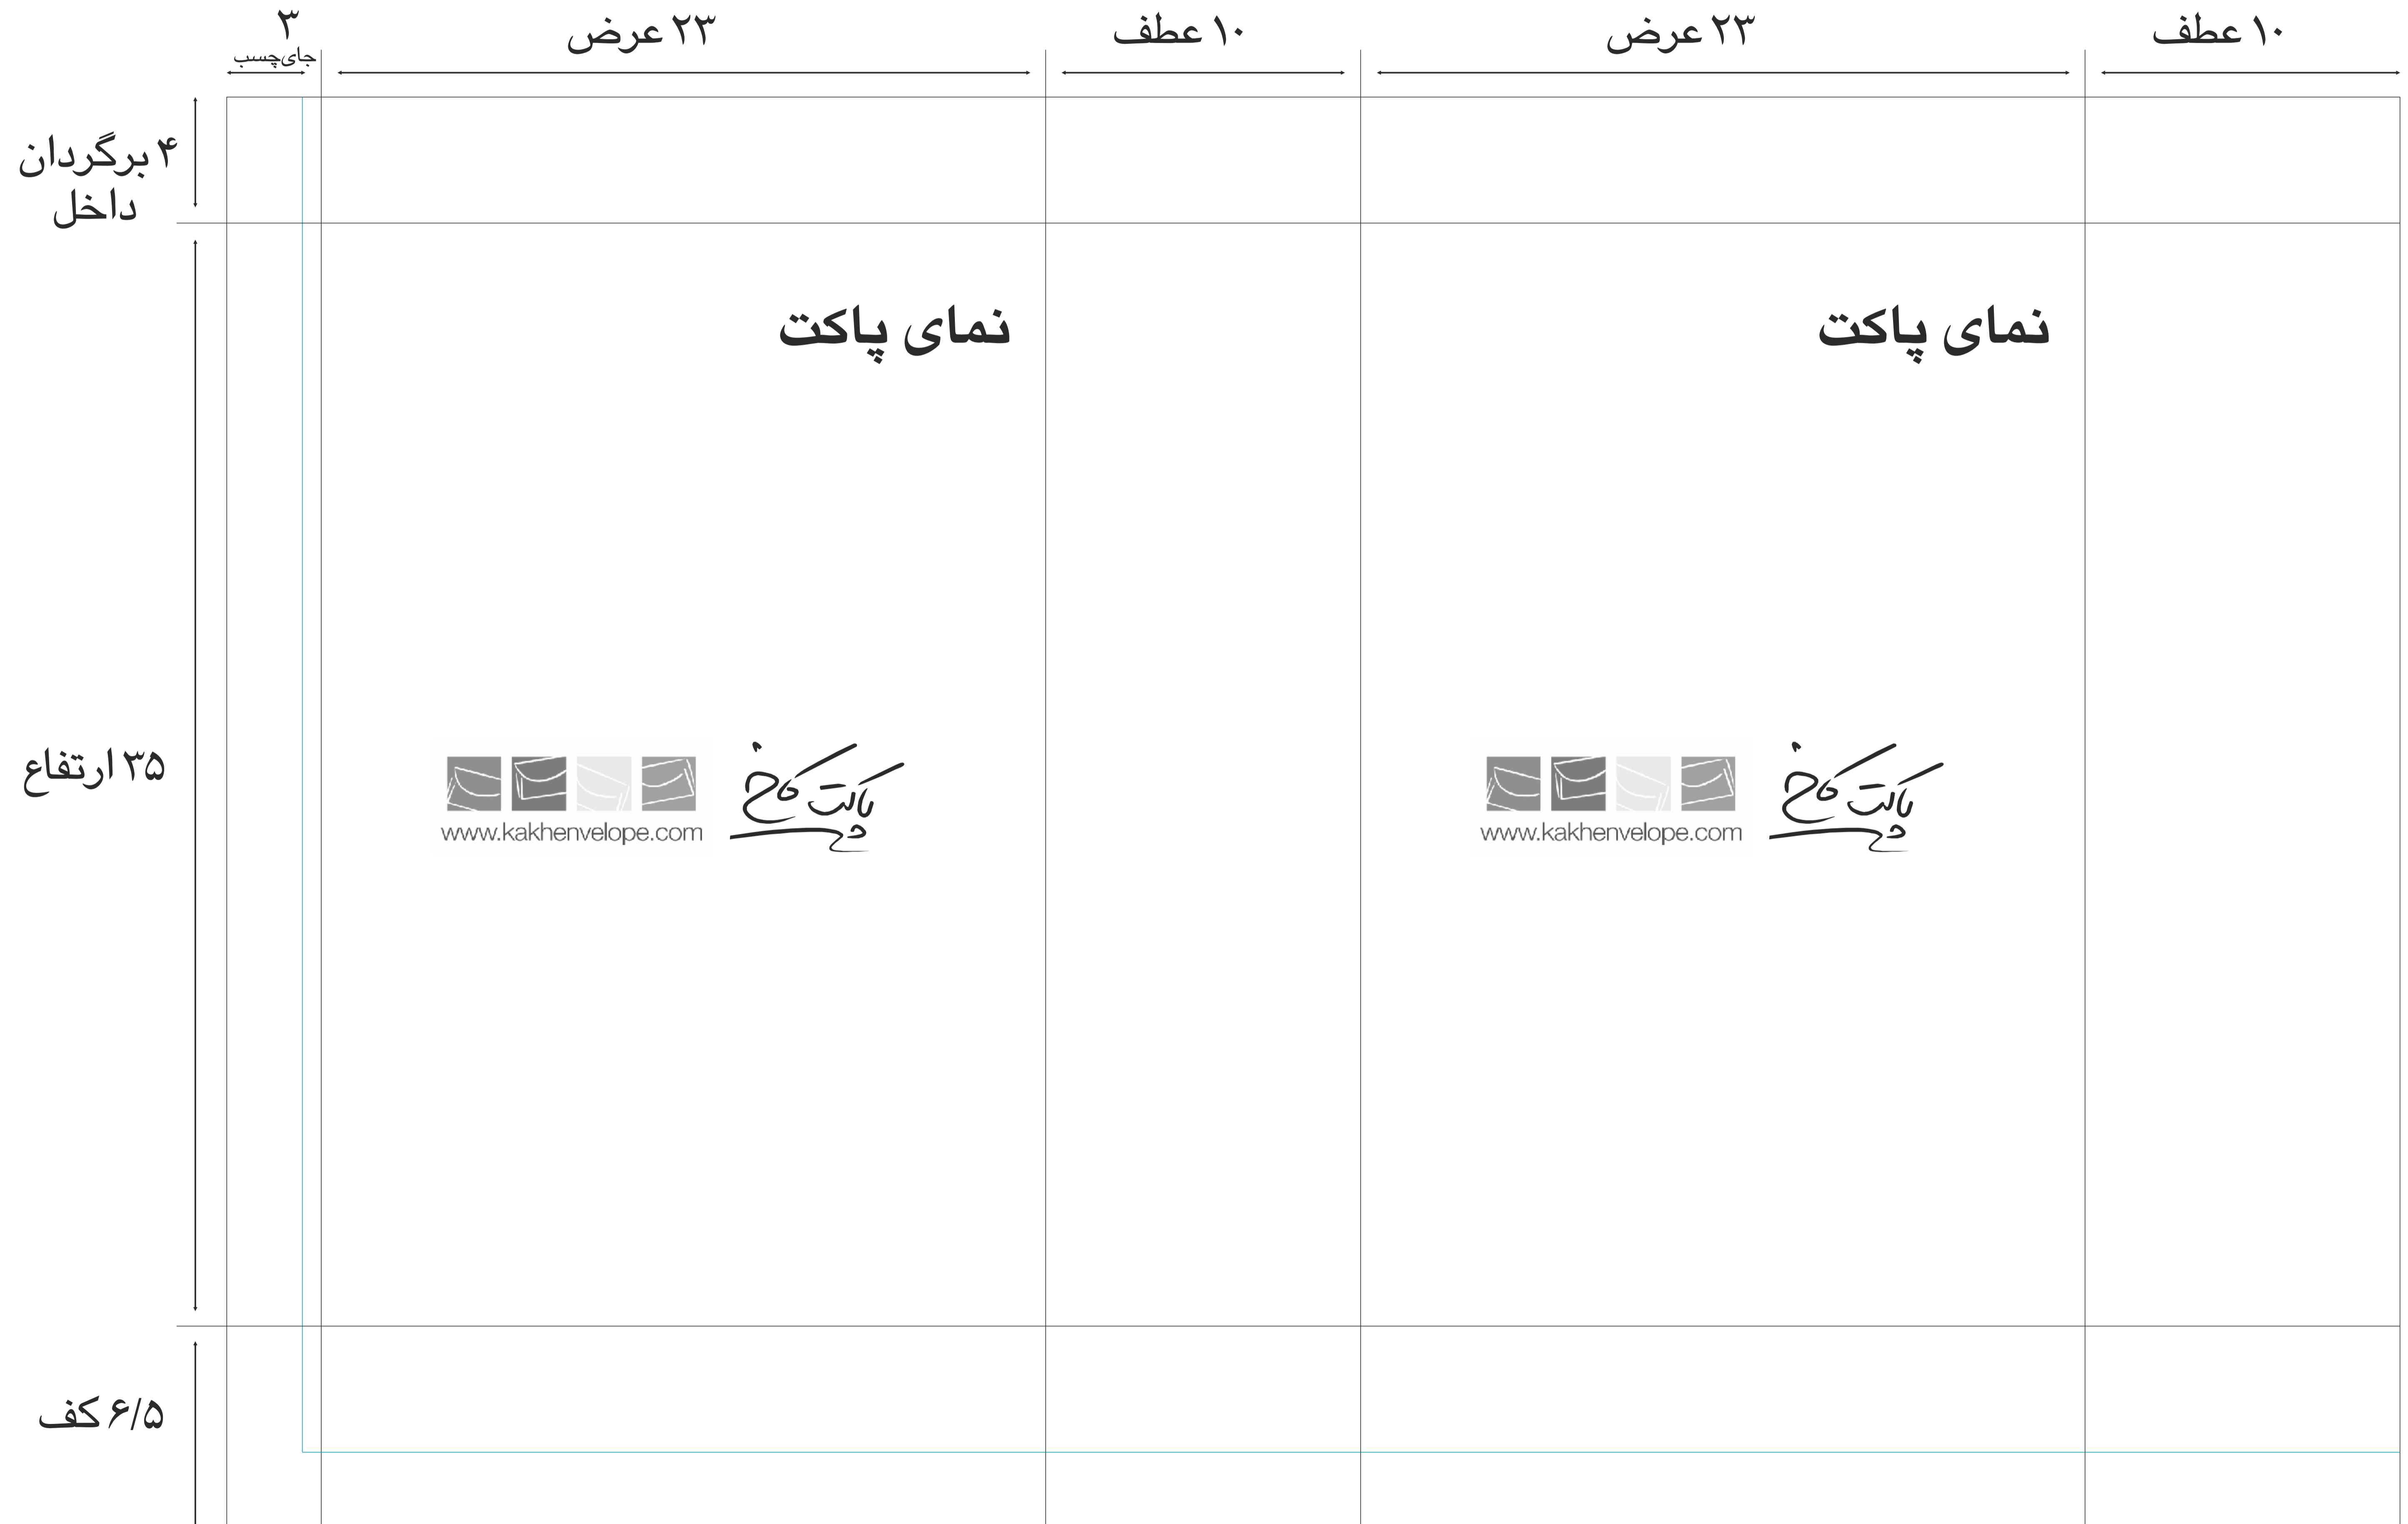 ۱۰ عطف
۲۳ عرض
۱۰ عطف
۲۳ عرض
۳
جای‌چسب
۴ برگردان
داخل
نمای پاکت
نمای پاکت
۳۵ ارتفاع
پاکت کاخ
www.kakhenvelope.com
پاکت کاخ
www.kakhenvelope.com
۶/۵ کف